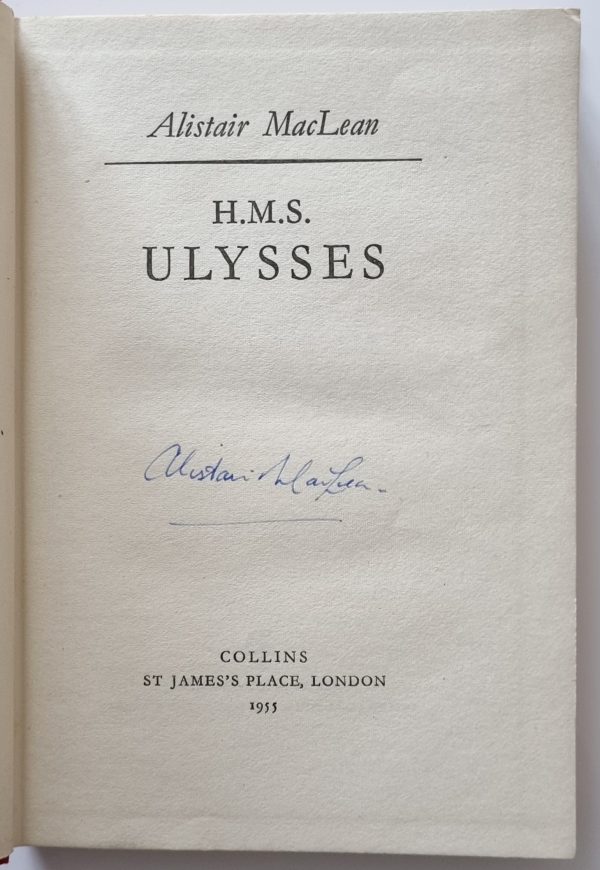 Alistair MacLean
H.M.S.
ULYSSES
Alistair MacLean
COLLINS
ST JAMES'S PLACE, LONDON
1955